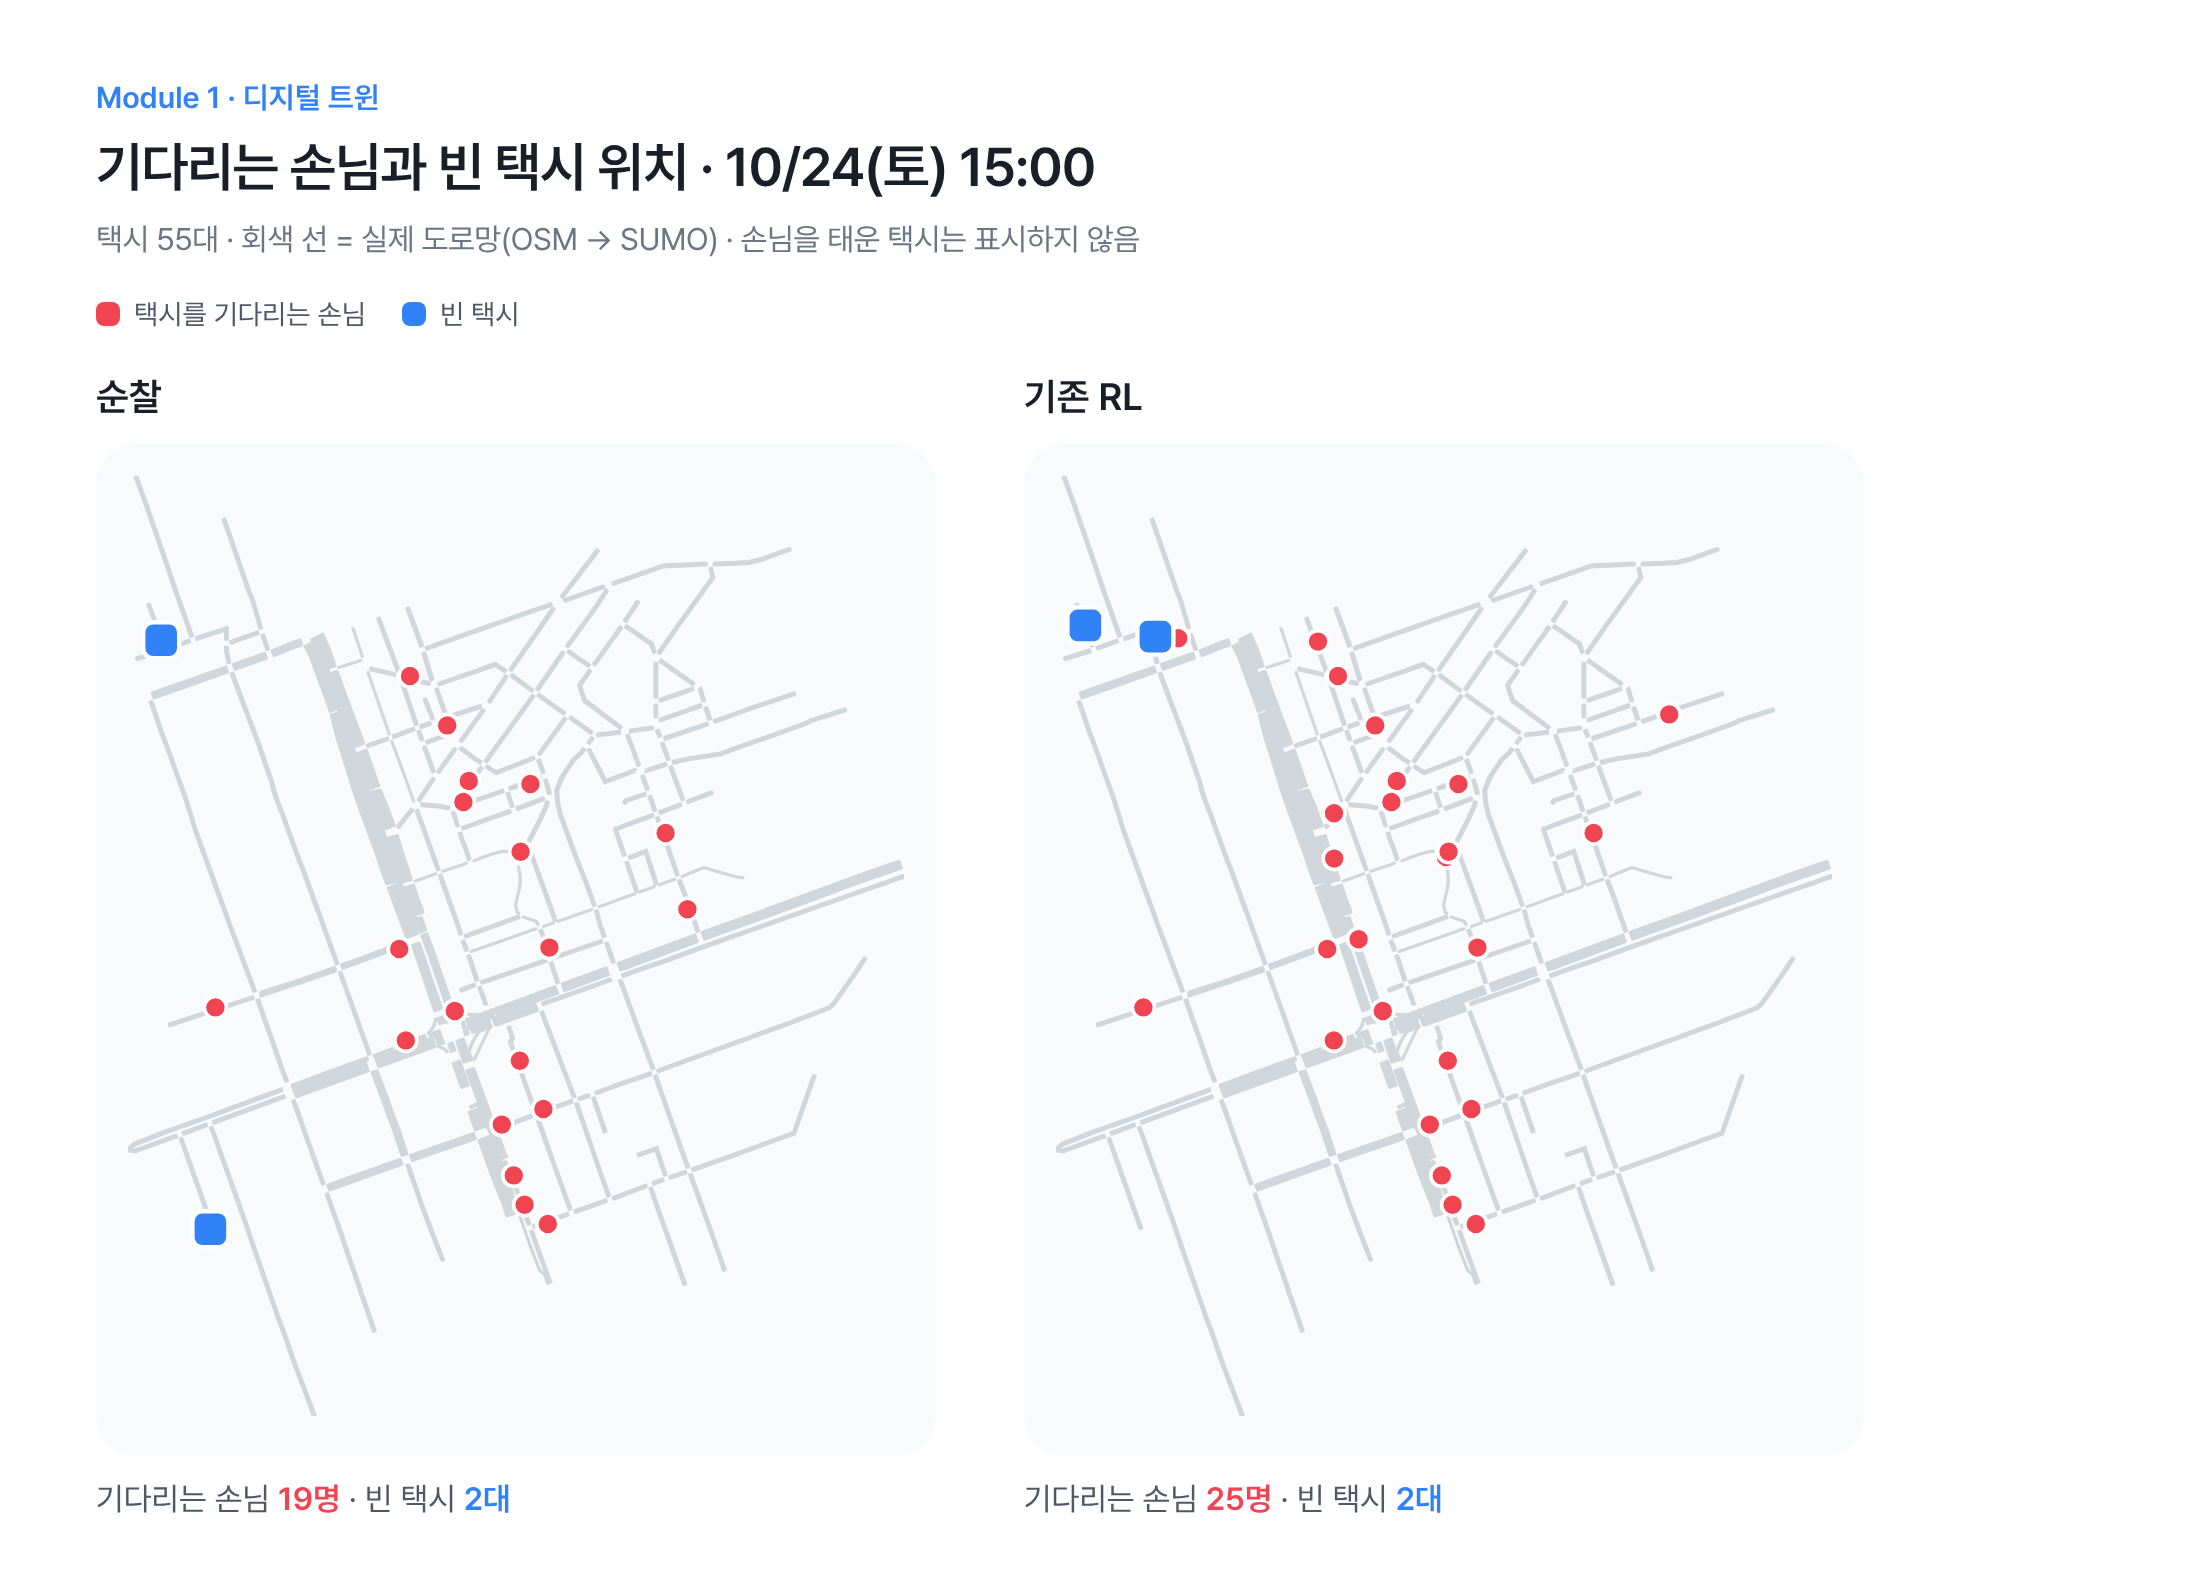 Module 1 · 디지털 트윈
기다리는 손님과 빈 택시 위치 · 10/24(토) 15:00
택시 55대 · 회색 선 = 실제 도로망(OSM → SUMO) · 손님을 태운 택시는 표시하지 않음
택시를 기다리는 손님 빈 택시
순찰
기존 RL
기다리는 손님 19명 · 빈 택시 2대
기다리는 손님 25명 · 빈 택시 2대